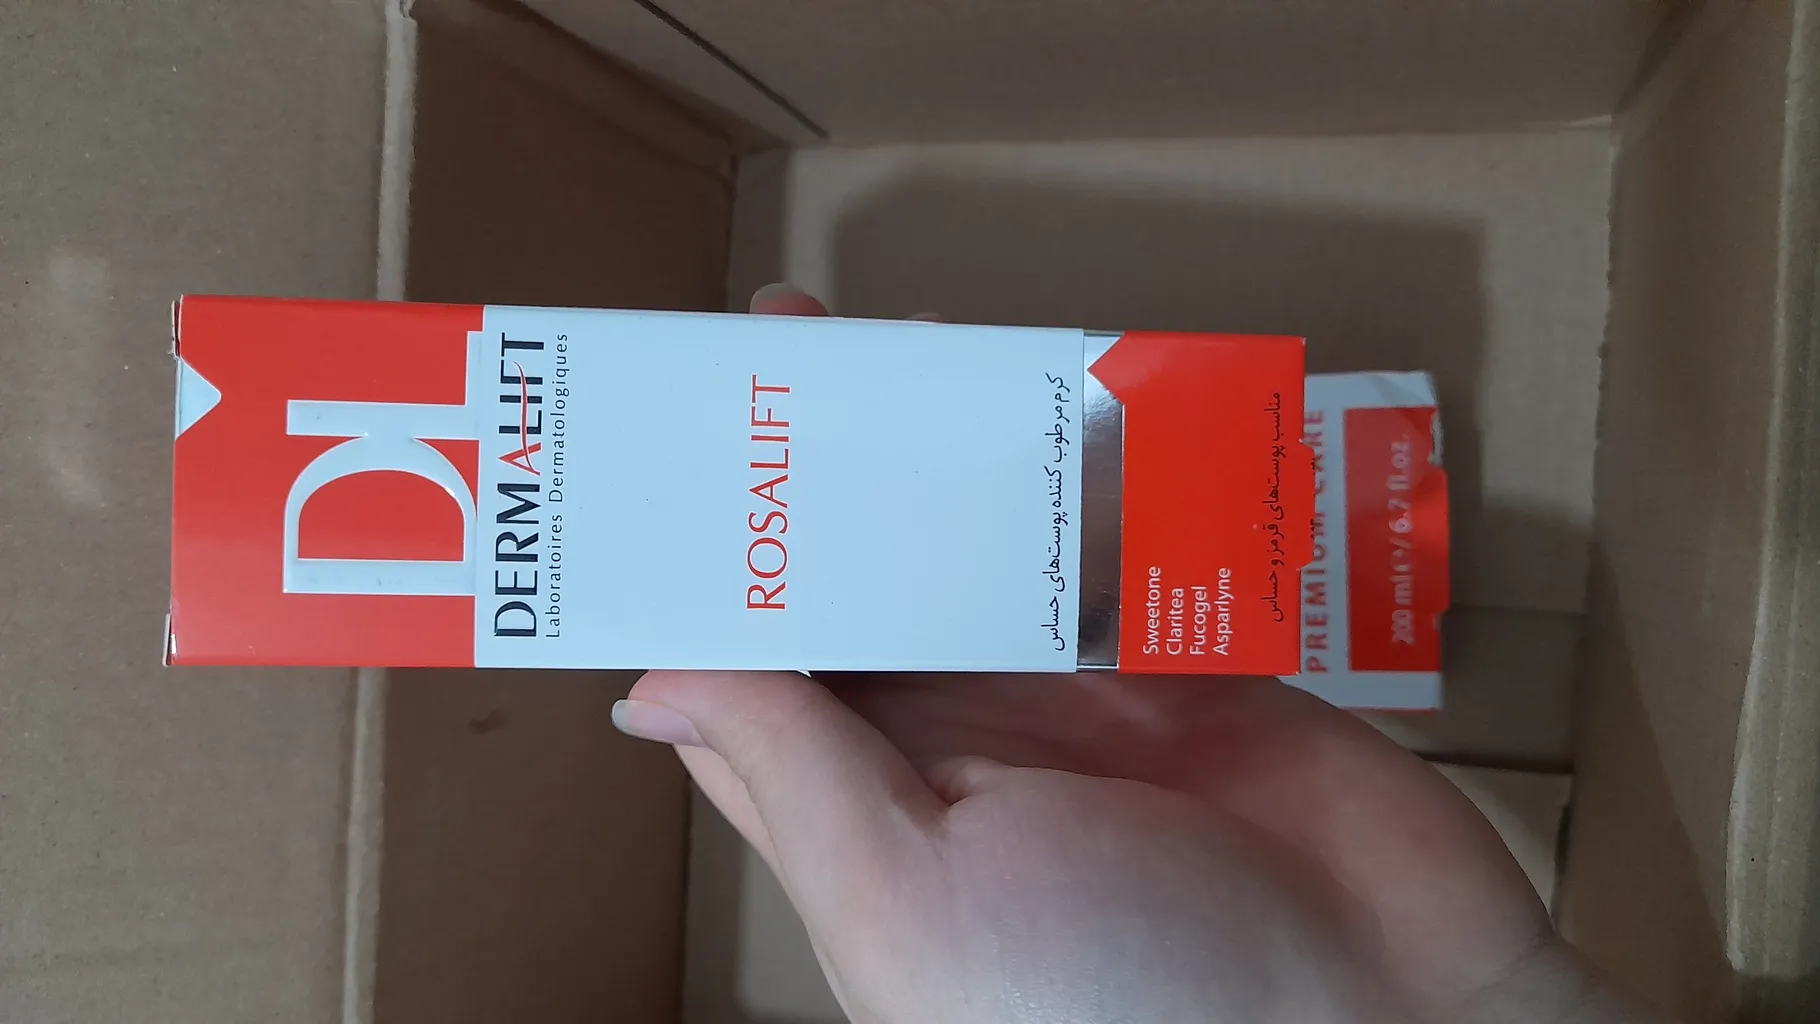 DL
DERMALIFT
Laboratoires Dermatologiques
ROSALIFT
کرم مرطوب کننده پوست‌های حساس
Sweetone
Claritea
Fucogel
Asparlyne
مناسب پوست‌های قرمز و حساس
PREMIUM CARE
200 ml ℮ / 6.7 fl.oz.